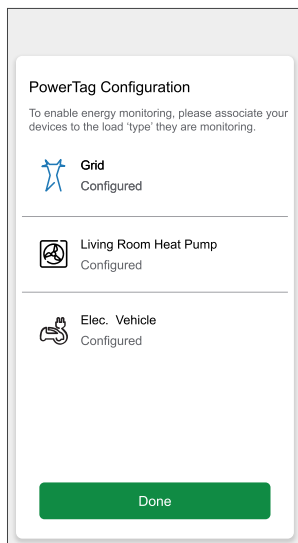 PowerTag Configuration
To enable energy monitoring, please associate your
devices to the load ‘type’ they are monitoring.
Grid
Configured
Living Room Heat Pump
Configured
Elec. Vehicle
Configured
Done